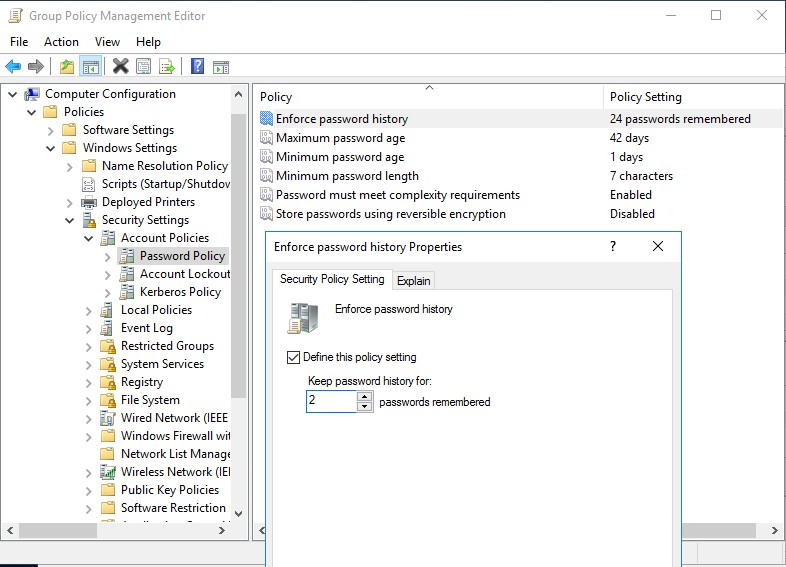 Group Policy Management Editor
File Action View Help
Computer Configuration
Policies
Software Settings
Windows Settings
Name Resolution Policy
Scripts (Startup/Shutdow
Deployed Printers
Security Settings
Account Policies
Password Policy
Account Lockout
Kerberos Policy
Local Policies
Event Log
Restricted Groups
System Services
Registry
File System
Wired Network (IEEE
Windows Firewall wit
Network List Manage
Wireless Network (IEI
Public Key Policies
Software Restriction
Policy Policy Setting
Enforce password history 24 passwords remembered
Maximum password age 42 days
Minimum password age 1 days
Minimum password length 7 characters
Password must meet complexity requirements Enabled
Store passwords using reversible encryption Disabled
Enforce password history Properties ?
Security Policy Setting Explain
Enforce password history
Define this policy setting
Keep password history for:
2 passwords remembered